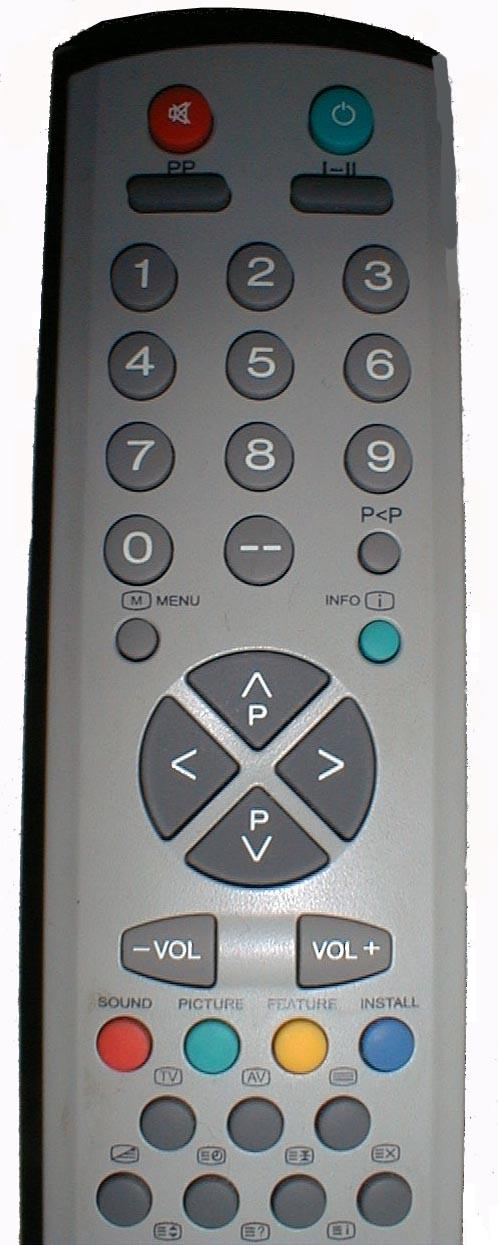 PP I-II
1 2 3
4 5 6
7 8 9
P<P
0 --
M MENU INFO i
^
P
< >
P
v
-VOL VOL+
SOUND PICTURE FEATURE INSTALL
TV AV
?  i